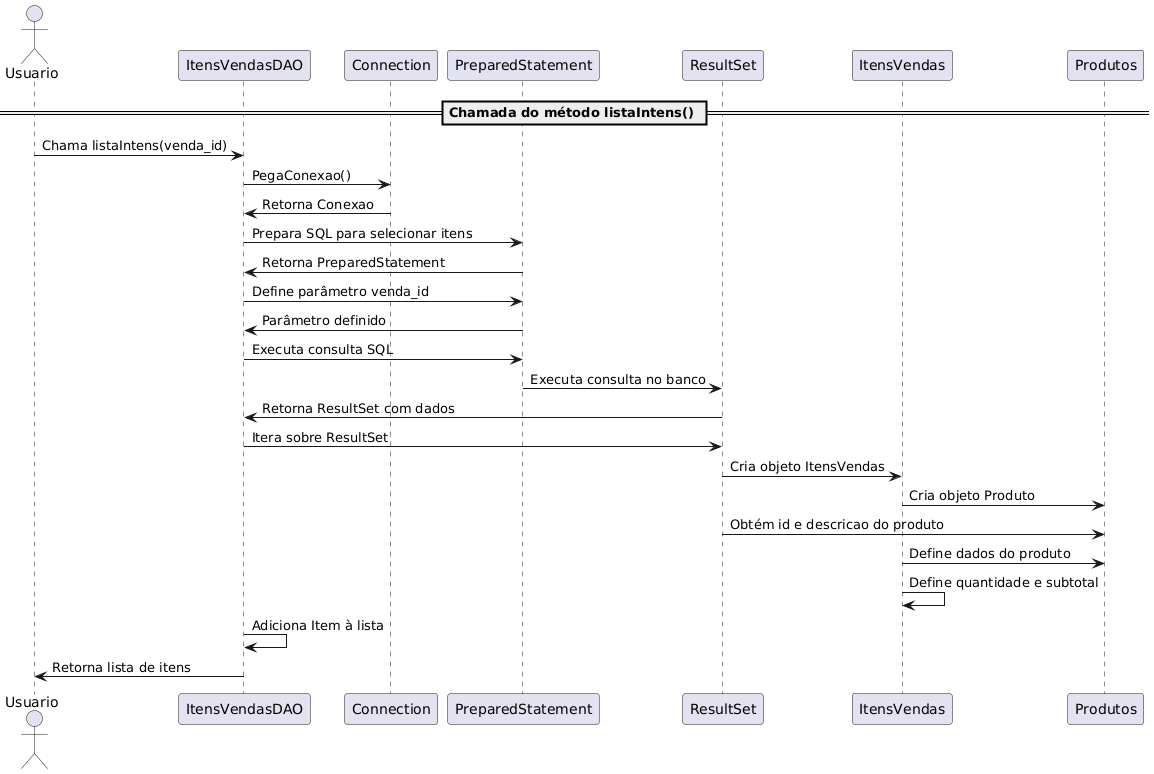 Usuario
ItensVendasDAO
Connection
PreparedStatement
ResultSet
ItensVendas
Produtos
Chamada do método listaIntens()
Chama listaIntens(venda_id)
PegaConexao()
Retorna Conexao
Prepara SQL para selecionar itens
Retorna PreparedStatement
Define parâmetro venda_id
Parâmetro definido
Executa consulta SQL
Executa consulta no banco
Retorna ResultSet com dados
Itera sobre ResultSet
Cria objeto ItensVendas
Cria objeto Produto
Obtém id e descricao do produto
Define dados do produto
Define quantidade e subtotal
Adiciona Item à lista
Retorna lista de itens
Usuario
ItensVendasDAO
Connection
PreparedStatement
ResultSet
ItensVendas
Produtos